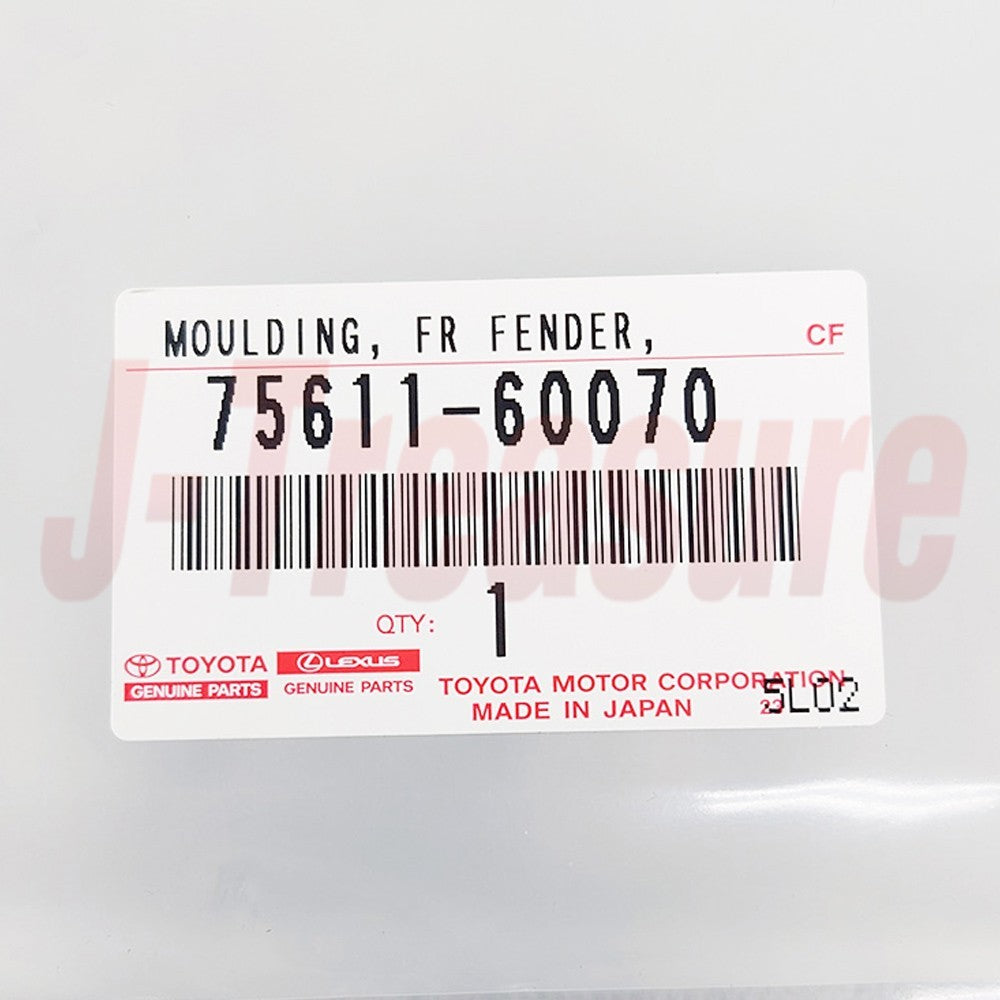 MOULDING, FR FENDER,
CF
75611-60070
J-Treasure
QTY: 1
TOYOTA
GENUINE PARTS
LEXUS
GENUINE PARTS
TOYOTA MOTOR CORPORATION
MADE IN JAPAN
23
5L02